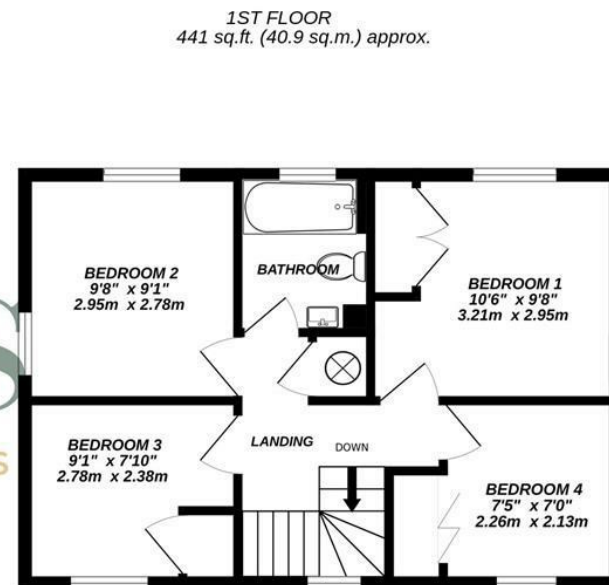 1ST FLOOR
441 sq.ft. (40.9 sq.m.) approx.
BEDROOM 2
9'8" x 9'1"
2.95m x 2.78m
BATHROOM
BEDROOM 1
10'6" x 9'8"
3.21m x 2.95m
S
S
BEDROOM 3
9'1" x 7'10"
2.78m x 2.38m
LANDING
DOWN
BEDROOM 4
7'5" x 7'0"
2.26m x 2.13m